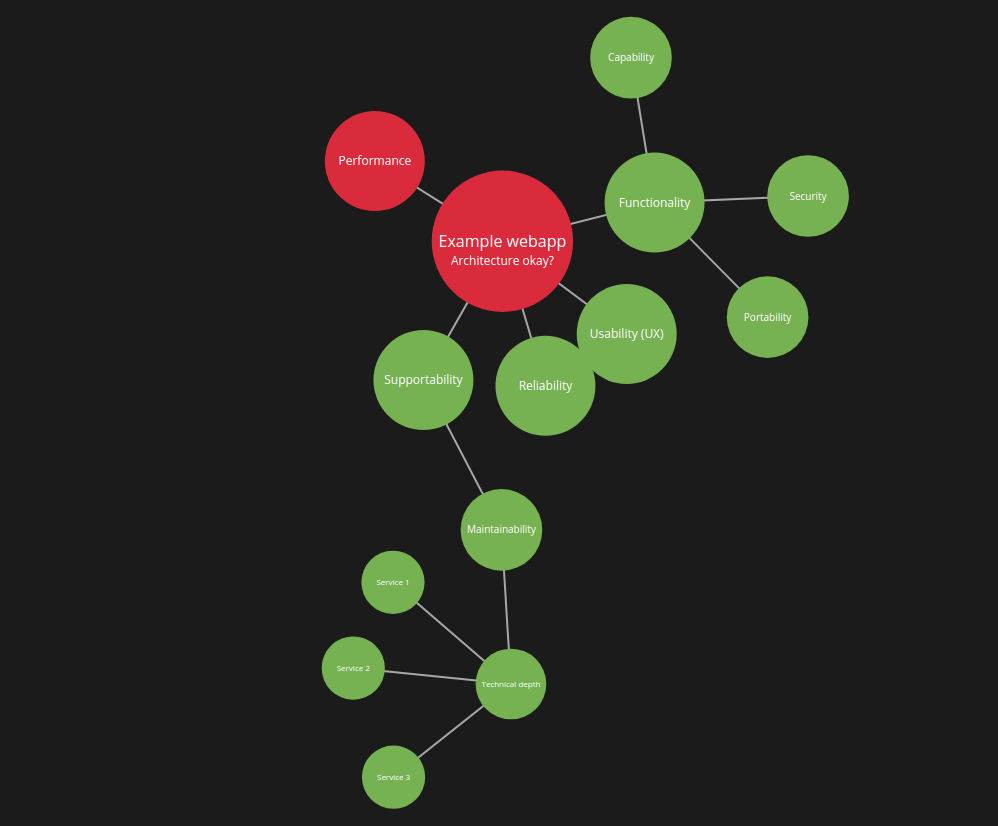 Capability
Performance
Functionality
Security
Example webapp
Architecture okay?
Portability
Usability (UX)
Supportability
Reliability
Maintainability
Service 1
Service 2
Technical depth
Service 3